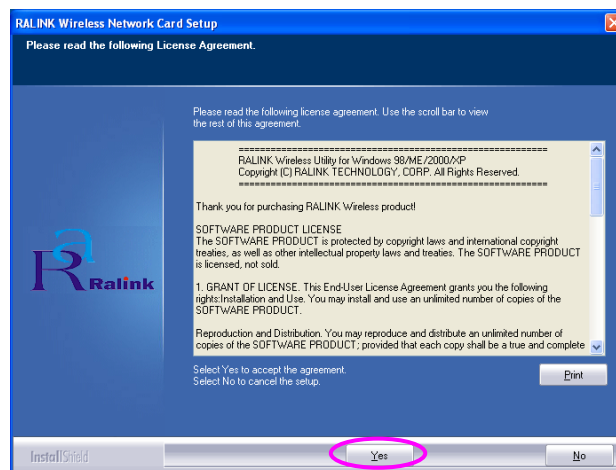 RALINK Wireless Network Card Setup
Please read the following License Agreement.
Please read the following license agreement. Use the scroll bar to view
the rest of this agreement.
============================================================
RALINK Wireless Utility for Windows 98/ME/2000/XP
Copyright (C) RALINK TECHNOLOGY, CORP. All Rights Reserved.
============================================================
Thank you for purchasing RALINK Wireless product!
SOFTWARE PRODUCT LICENSE
The SOFTWARE PRODUCT is protected by copyright laws and international copyright
treaties, as well as other intellectual property laws and treaties. The SOFTWARE PRODUCT
is licensed, not sold.
1. GRANT OF LICENSE. This End-User License Agreement grants you the following
rights:Installation and Use. You may install and use an unlimited number of copies of the
SOFTWARE PRODUCT.
Reproduction and Distribution. You may reproduce and distribute an unlimited number of
copies of the SOFTWARE PRODUCT; provided that each copy shall be a true and complete
Ralink
Select Yes to accept the agreement.
Select No to cancel the setup.
Print
InstallShield
Yes
No